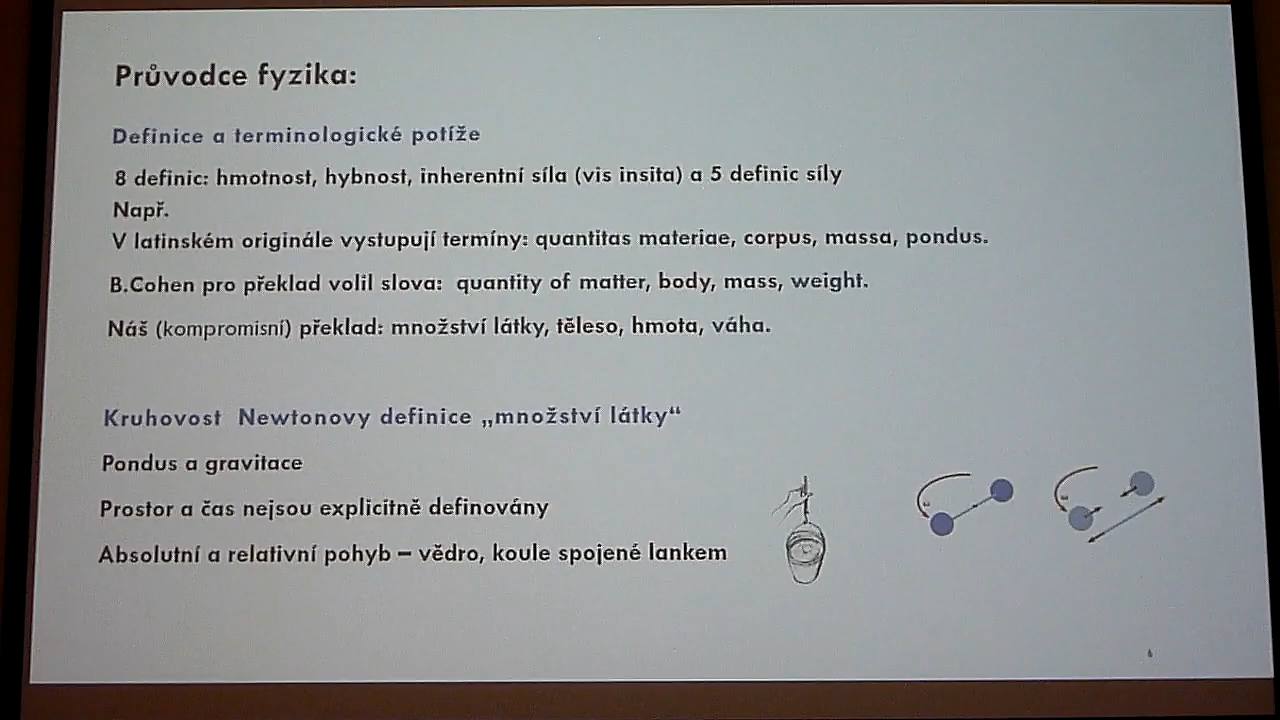 Průvodce fyzika:
Definice a terminologické potíže
8 definic: hmotnost, hybnost, inherentní síla (vis insita) a 5 definic síly
Např.
V latinském originále vystupují termíny: quantitas materiae, corpus, massa, pondus.
B.Cohen pro překlad volil slova: quantity of matter, body, mass, weight.
Náš (kompromisní) překlad: množství látky, těleso, hmota, váha.
Kruhovost Newtonovy definice „množství látky“
Pondus a gravitace
Prostor a čas nejsou explicitně definovány
Absolutní a relativní pohyb – vědro, koule spojené lankem